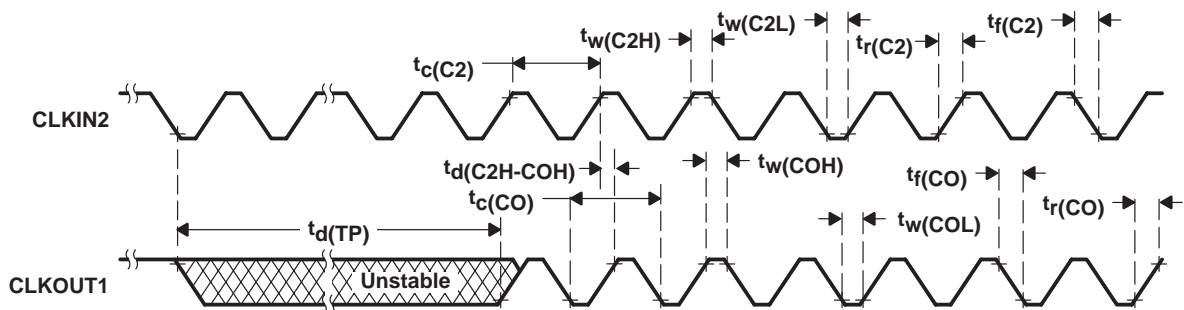 tw(C2H)
tw(C2L)
tf(C2)
tr(C2)
tc(C2)
CLKIN2
td(C2H-COH)
tw(COH)
tf(CO)
tc(CO)
tr(CO)
td(TP)
tw(COL)
CLKOUT1
Unstable